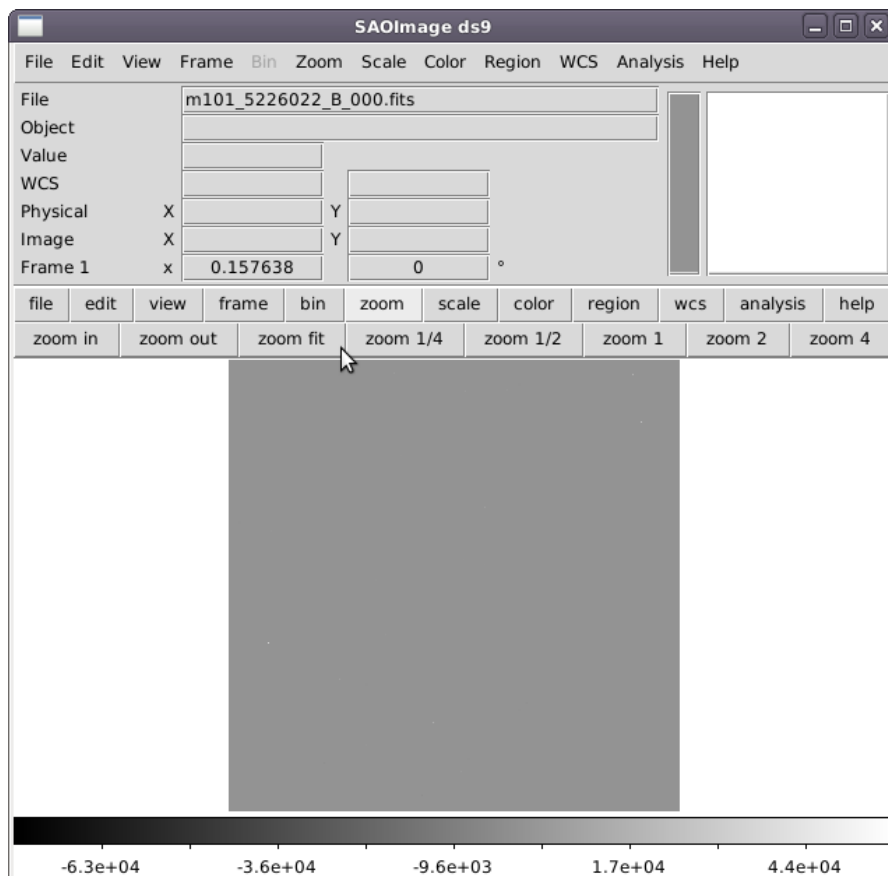 SAOImage ds9
File Edit View Frame Bin Zoom Scale Color Region WCS Analysis Help
File m101_5226022_B_000.fits
Object
Value
WCS
Physical X Y
Image X Y
Frame 1 x 0.157638 0 °
file edit view frame bin zoom scale color region wcs analysis help
zoom in zoom out zoom fit zoom 1/4 zoom 1/2 zoom 1 zoom 2 zoom 4
-6.3e+04 -3.6e+04 -9.6e+03 1.7e+04 4.4e+04